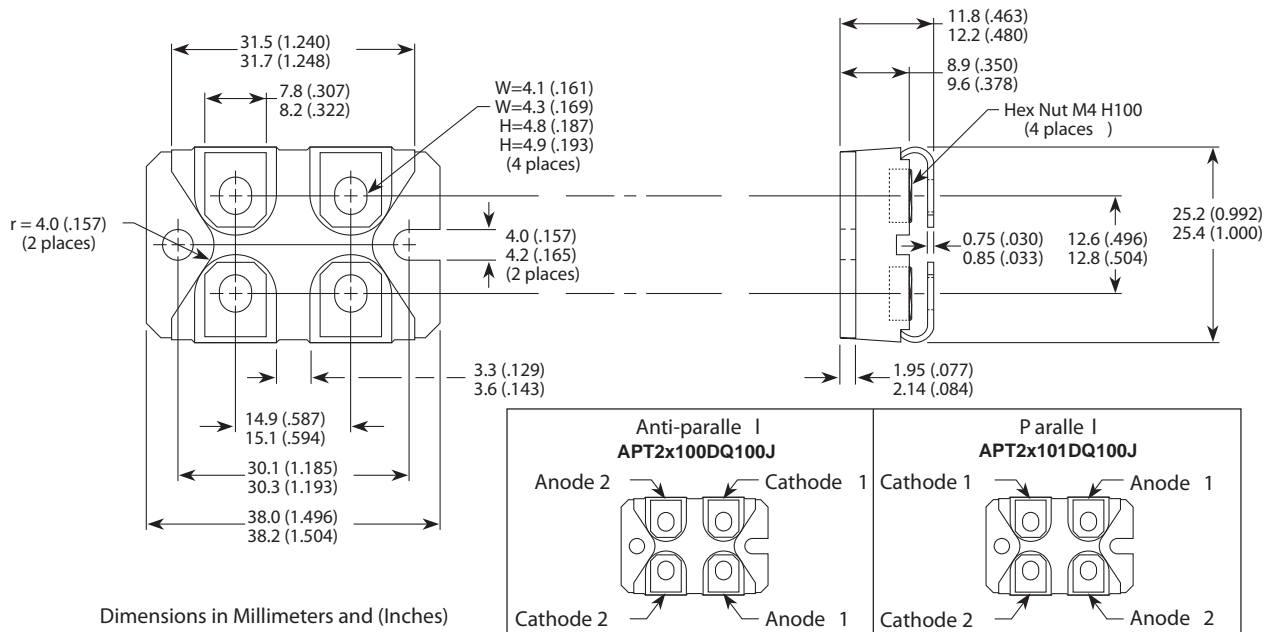 31.5 (1.240)
31.7 (1.248)
7.8 (.307)
8.2 (.322)
W=4.1 (.161)
W=4.3 (.169)
H=4.8 (.187)
H=4.9 (.193)
(4 places)
r = 4.0 (.157)
(2 places)
4.0 (.157)
4.2 (.165)
(2 places)
3.3 (.129)
3.6 (.143)
14.9 (.587)
15.1 (.594)
30.1 (1.185)
30.3 (1.193)
38.0 (1.496)
38.2 (1.504)
Dimensions in Millimeters and (Inches)
11.8 (.463)
12.2 (.480)
8.9 (.350)
9.6 (.378)
Hex Nut M4 H100
(4 places )
0.75 (.030)
0.85 (.033)
12.6 (.496)
12.8 (.504)
25.2 (0.992)
25.4 (1.000)
1.95 (.077)
2.14 (.084)
Anti-paralle l
APT2x100DQ100J
Anode 2
Cathode 1
Cathode 2
Anode 1
P aralle l
APT2x101DQ100J
Cathode 1
Anode 1
Cathode 2
Anode 2